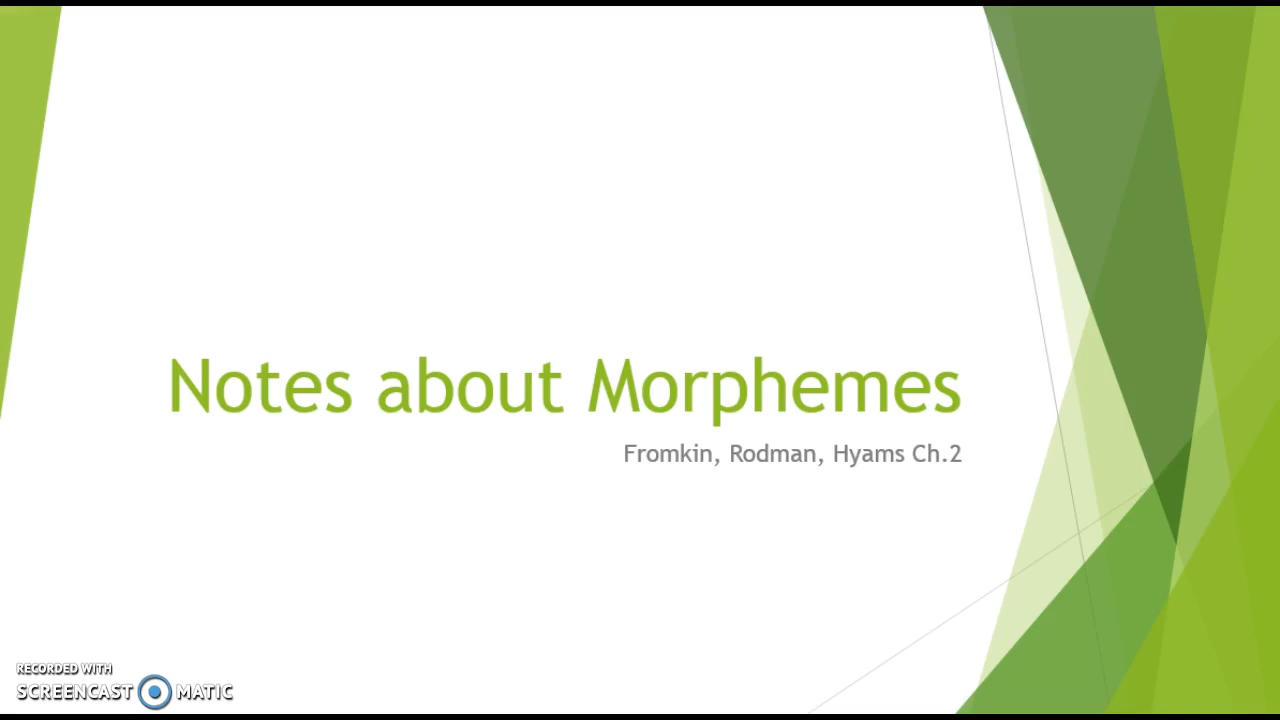 Notes about Morphemes
Fromkin, Rodman, Hyams Ch.2
RECORDED WITH
SCREENCAST MATIC